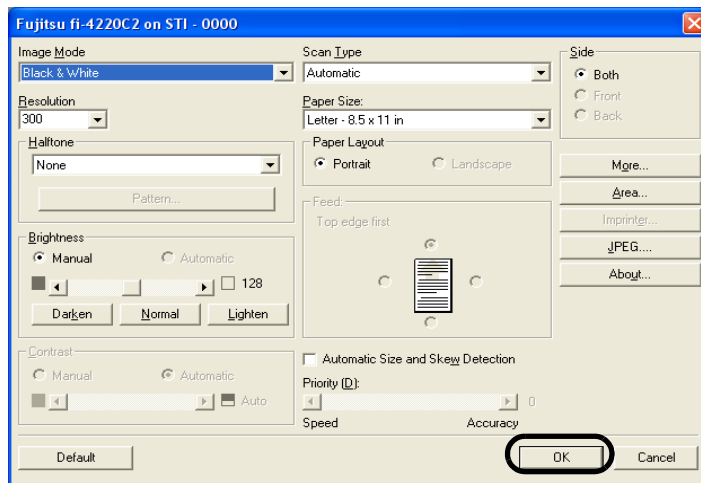 Fujitsu fi-4220C2 on STI - 0000
Image Mode
Black & White
Resolution
300
Halftone
None
Pattern...
Brightness
Manual
Automatic
128
Darken
Normal
Lighten
Contrast
Manual
Automatic
Auto
Scan Type
Automatic
Paper Size:
Letter - 8.5 x 11 in
Paper Layout
Portrait
Landscape
Feed:
Top edge first
Automatic Size and Skew Detection
Priority (D):
0
Speed Accuracy
Side
Both
Front
Back
More...
Area...
Imprinter...
JPEG....
About...
Default
OK
Cancel